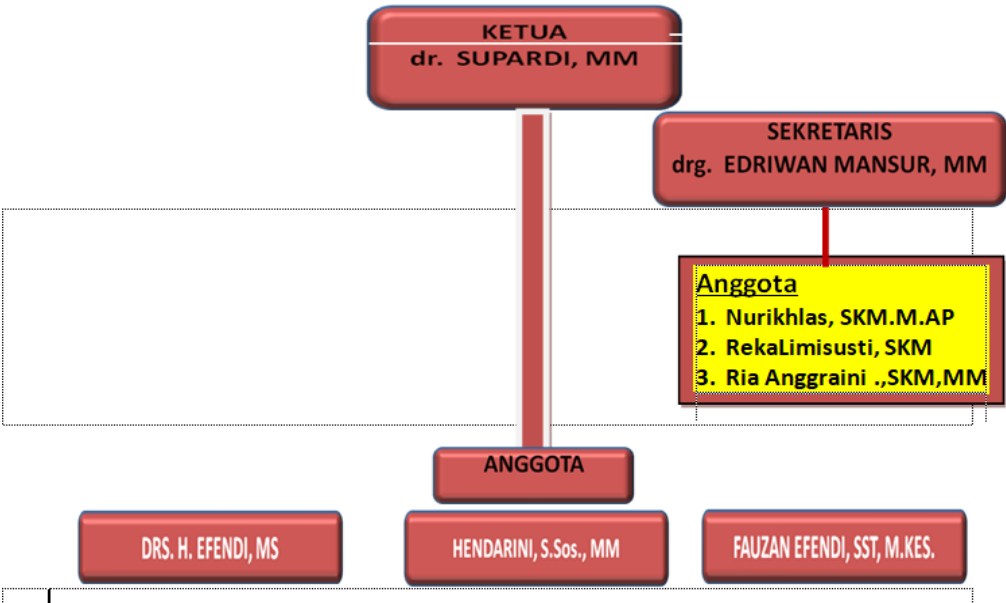 KETUA
dr. SUPARDI, MM
SEKRETARIS
drg. EDRIWAN MANSUR, MM
Anggota
1. Nurikhlas, SKM.M.AP
2. RekaLimisusti, SKM
3. Ria Anggraini .,SKM,MM
ANGGOTA
DRS. H. EFENDI, MS
HENDARINI, S.Sos., MM
FAUZAN EFENDI, SST, M.KES.